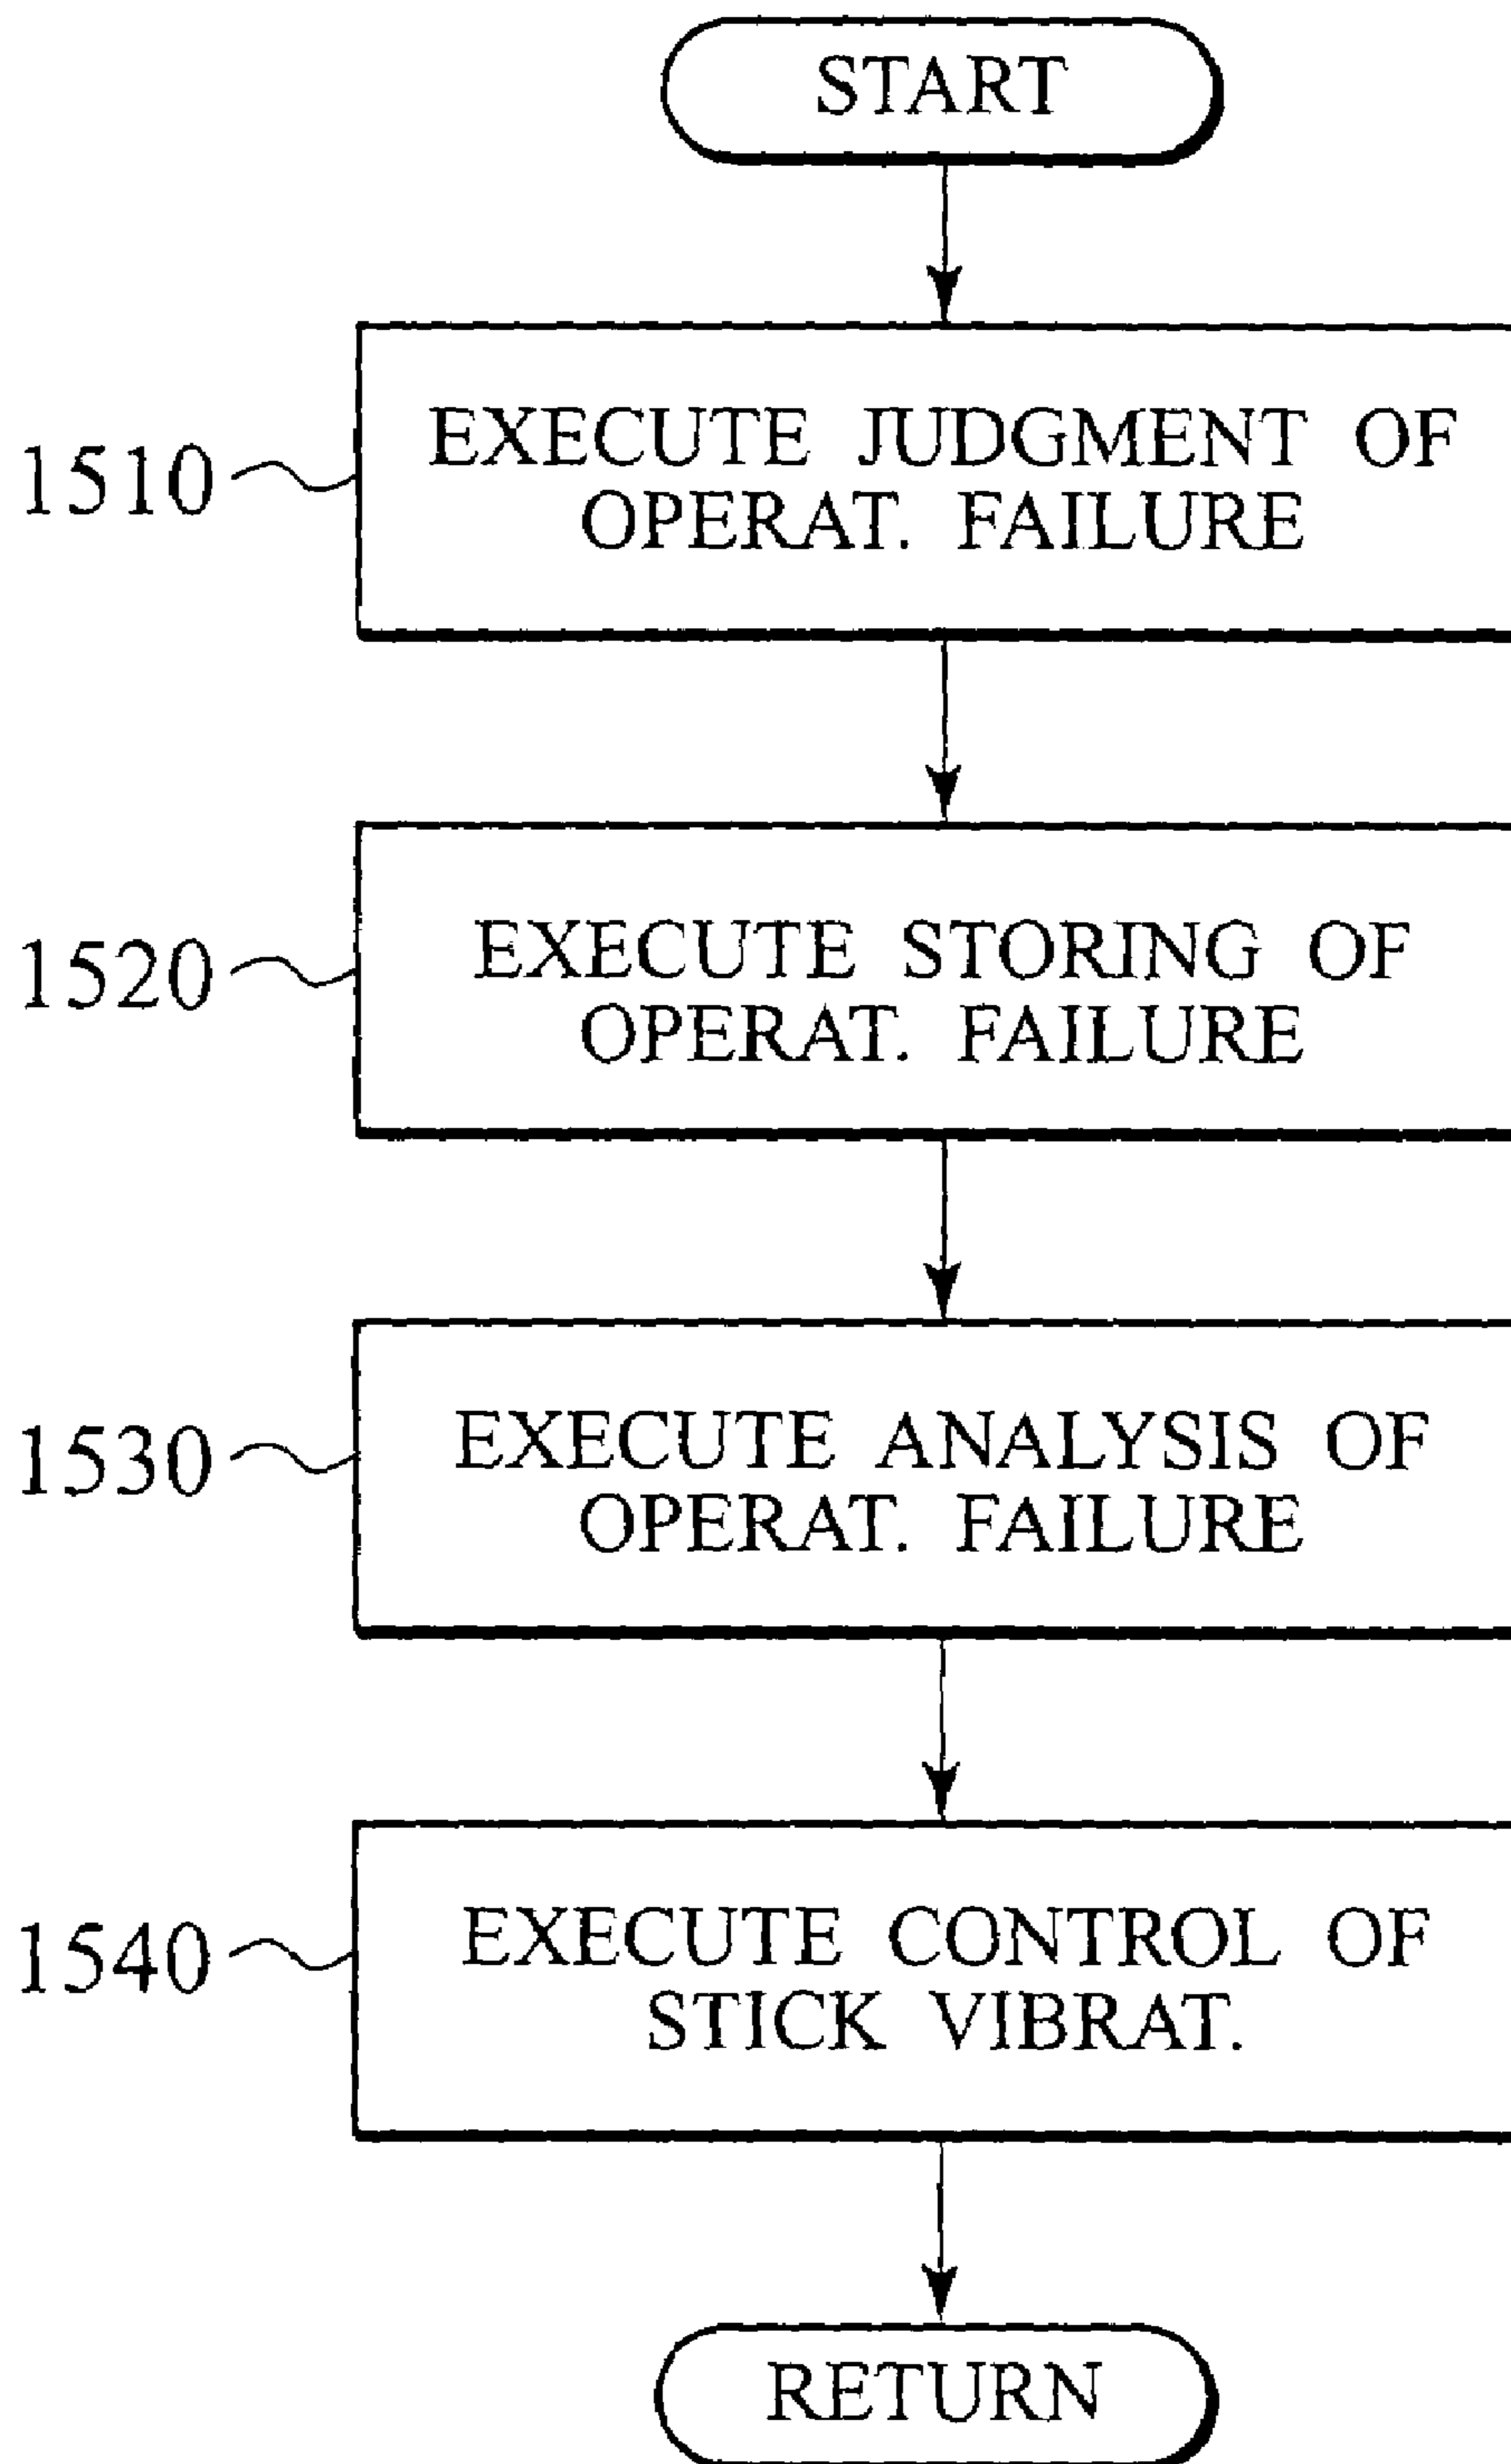 START
1510
EXECUTE JUDGMENT OF
OPERAT. FAILURE
1520
EXECUTE STORING OF
OPERAT. FAILURE
1530
EXECUTE ANALYSIS OF
OPERAT. FAILURE
1540
EXECUTE CONTROL OF
STICK VIBRAT.
RETURN